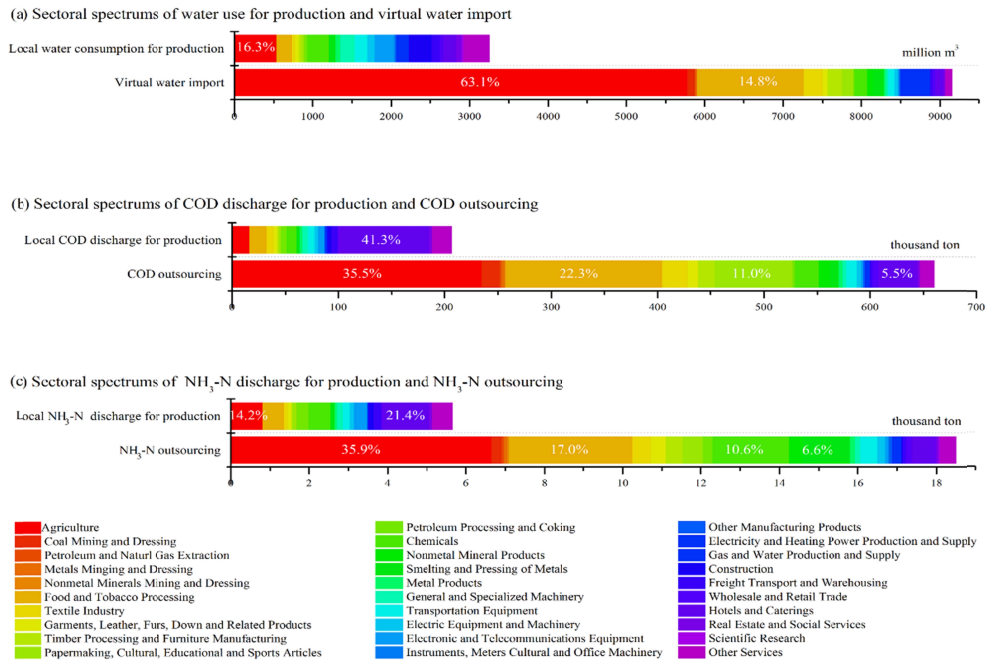 (a) Sectoral spectrums of water use for production and virtual water import
Local water consumption for production
16.3%
million m³
Virtual water import
63.1%
14.8%
0 1000 2000 3000 4000 5000 6000 7000 8000 9000
(b) Sectoral spectrums of COD discharge for production and COD outsourcing
Local COD discharge for production
41.3%
thousand ton
COD outsourcing
35.5%
22.3%
11.0%
5.5%
0 100 200 300 400 500 600 700
(c) Sectoral spectrums of NH₃-N discharge for production and NH₃-N outsourcing
Local NH₃-N discharge for production
14.2%
21.4%
thousand ton
NH₃-N outsourcing
35.9%
17.0%
10.6%
6.6%
0 2 4 6 8 10 12 14 16 18
Agriculture
Coal Mining and Dressing
Petroleum and Naturl Gas Extraction
Metals Minging and Dressing
Nonmetal Minerals Mining and Dressing
Food and Tobacco Processing
Textile Industry
Garments, Leather, Furs, Down and Related Products
Timber Processing and Furniture Manufacturing
Papermaking, Cultural, Educational and Sports Articles
Petroleum Processing and Coking
Chemicals
Nonmetal Mineral Products
Smelting and Pressing of Metals
Metal Products
General and Specialized Machinery
Transportation Equipment
Electric Equipment and Machinery
Electronic and Telecommunications Equipment
Instruments, Meters Cultural and Office Machinery
Other Manufacturing Products
Electricity and Heating Power Production and Supply
Gas and Water Production and Supply
Construction
Freight Transport and Warehousing
Wholesale and Retail Trade
Hotels and Caterings
Real Estate and Social Services
Scientific Research
Other Services